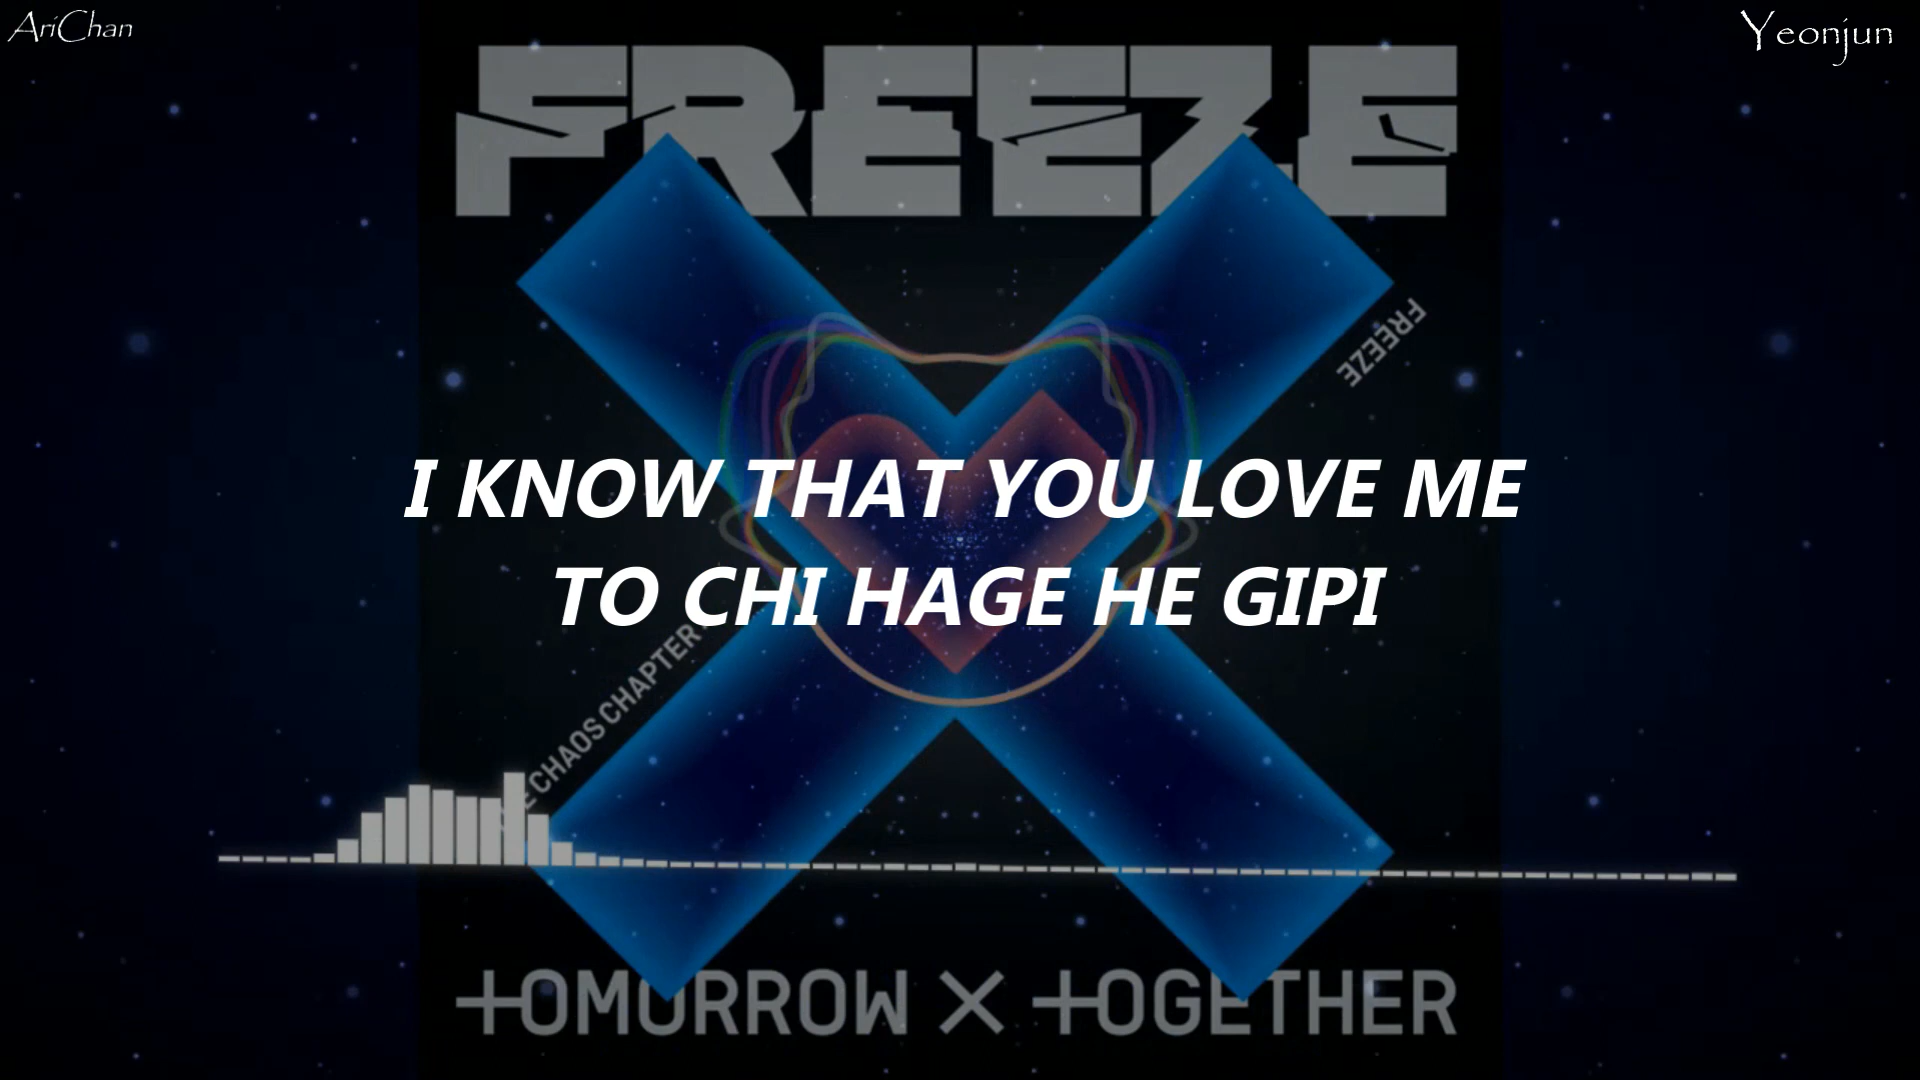 AriChan
Yeonjun
FREEZE
FREEZE
I KNOW THAT YOU LOVE ME
TO CHI HAGE HE GIPI
CHAOS CHAPTER
TOMORROW X TOGETHER